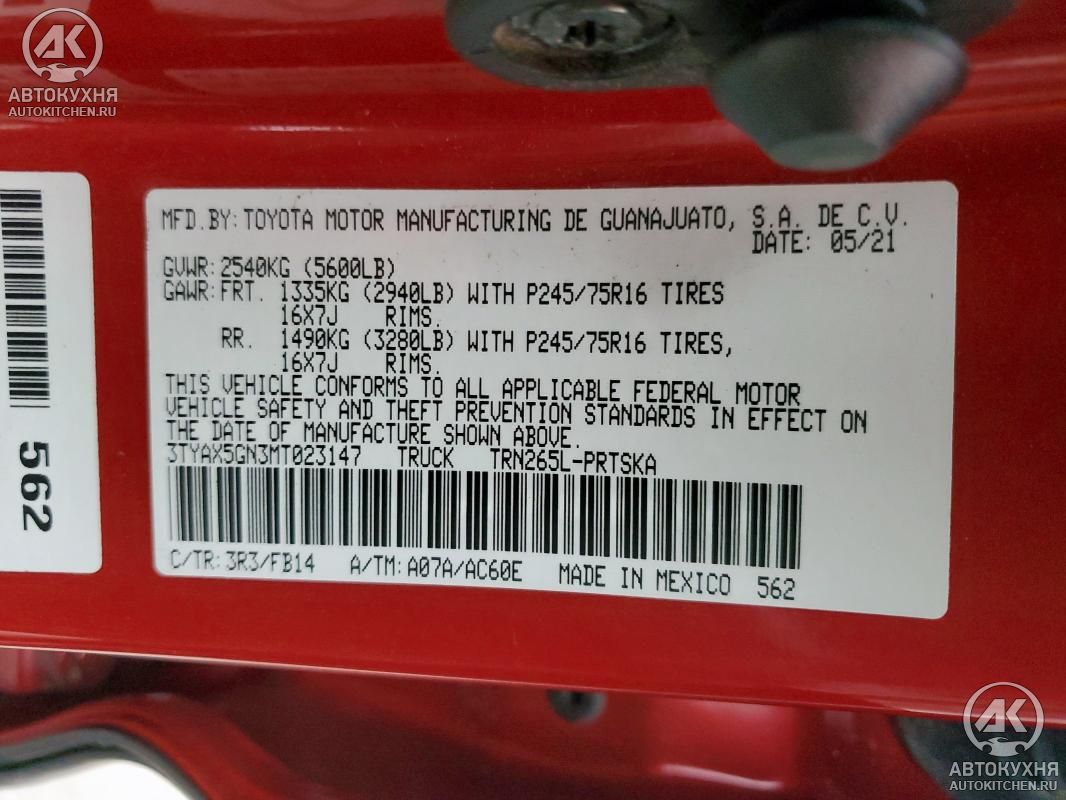 АК
АВТОКУХНЯ
AUTOKITCHEN.RU
562
MFD.BY: TOYOTA MOTOR MANUFACTURING DE GUANAJUATO, S.A. DE C.V.
DATE: 05/21
GVWR: 2540KG (5600LB)
GAWR: FRT. 1335KG (2940LB) WITH P245/75R16 TIRES
16X7J RIMS.
RR. 1490KG (3280LB) WITH P245/75R16 TIRES,
16X7J RIMS.
THIS VEHICLE CONFORMS TO ALL APPLICABLE FEDERAL MOTOR
VEHICLE SAFETY AND THEFT PREVENTION STANDARDS IN EFFECT ON
THE DATE OF MANUFACTURE SHOWN ABOVE.
3TYAX5GN3MT023147 TRUCK TRN265L-PRTSKA
C/TR: 3R3/FB14 A/TM: A07A/AC60E MADE IN MEXICO 562
АК
АВТОКУХНЯ
AUTOKITCHEN.RU